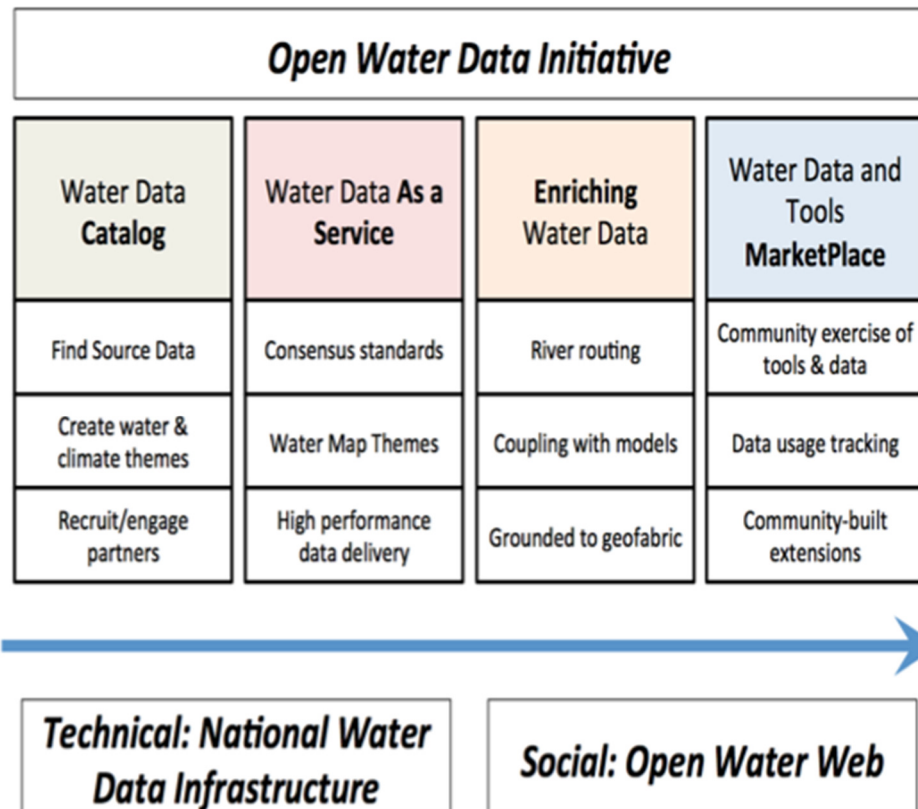 Open Water Data Initiative
Water Data
Catalog
Find Source Data
Create water &
climate themes
Recruit/engage
partners
Water Data As a
Service
Consensus standards
Water Map Themes
High performance
data delivery
Enriching
Water Data
River routing
Coupling with models
Grounded to geofabric
Water Data and
Tools
MarketPlace
Community exercise of
tools & data
Data usage tracking
Community-built
extensions
Technical: National Water
Data Infrastructure
Social: Open Water Web